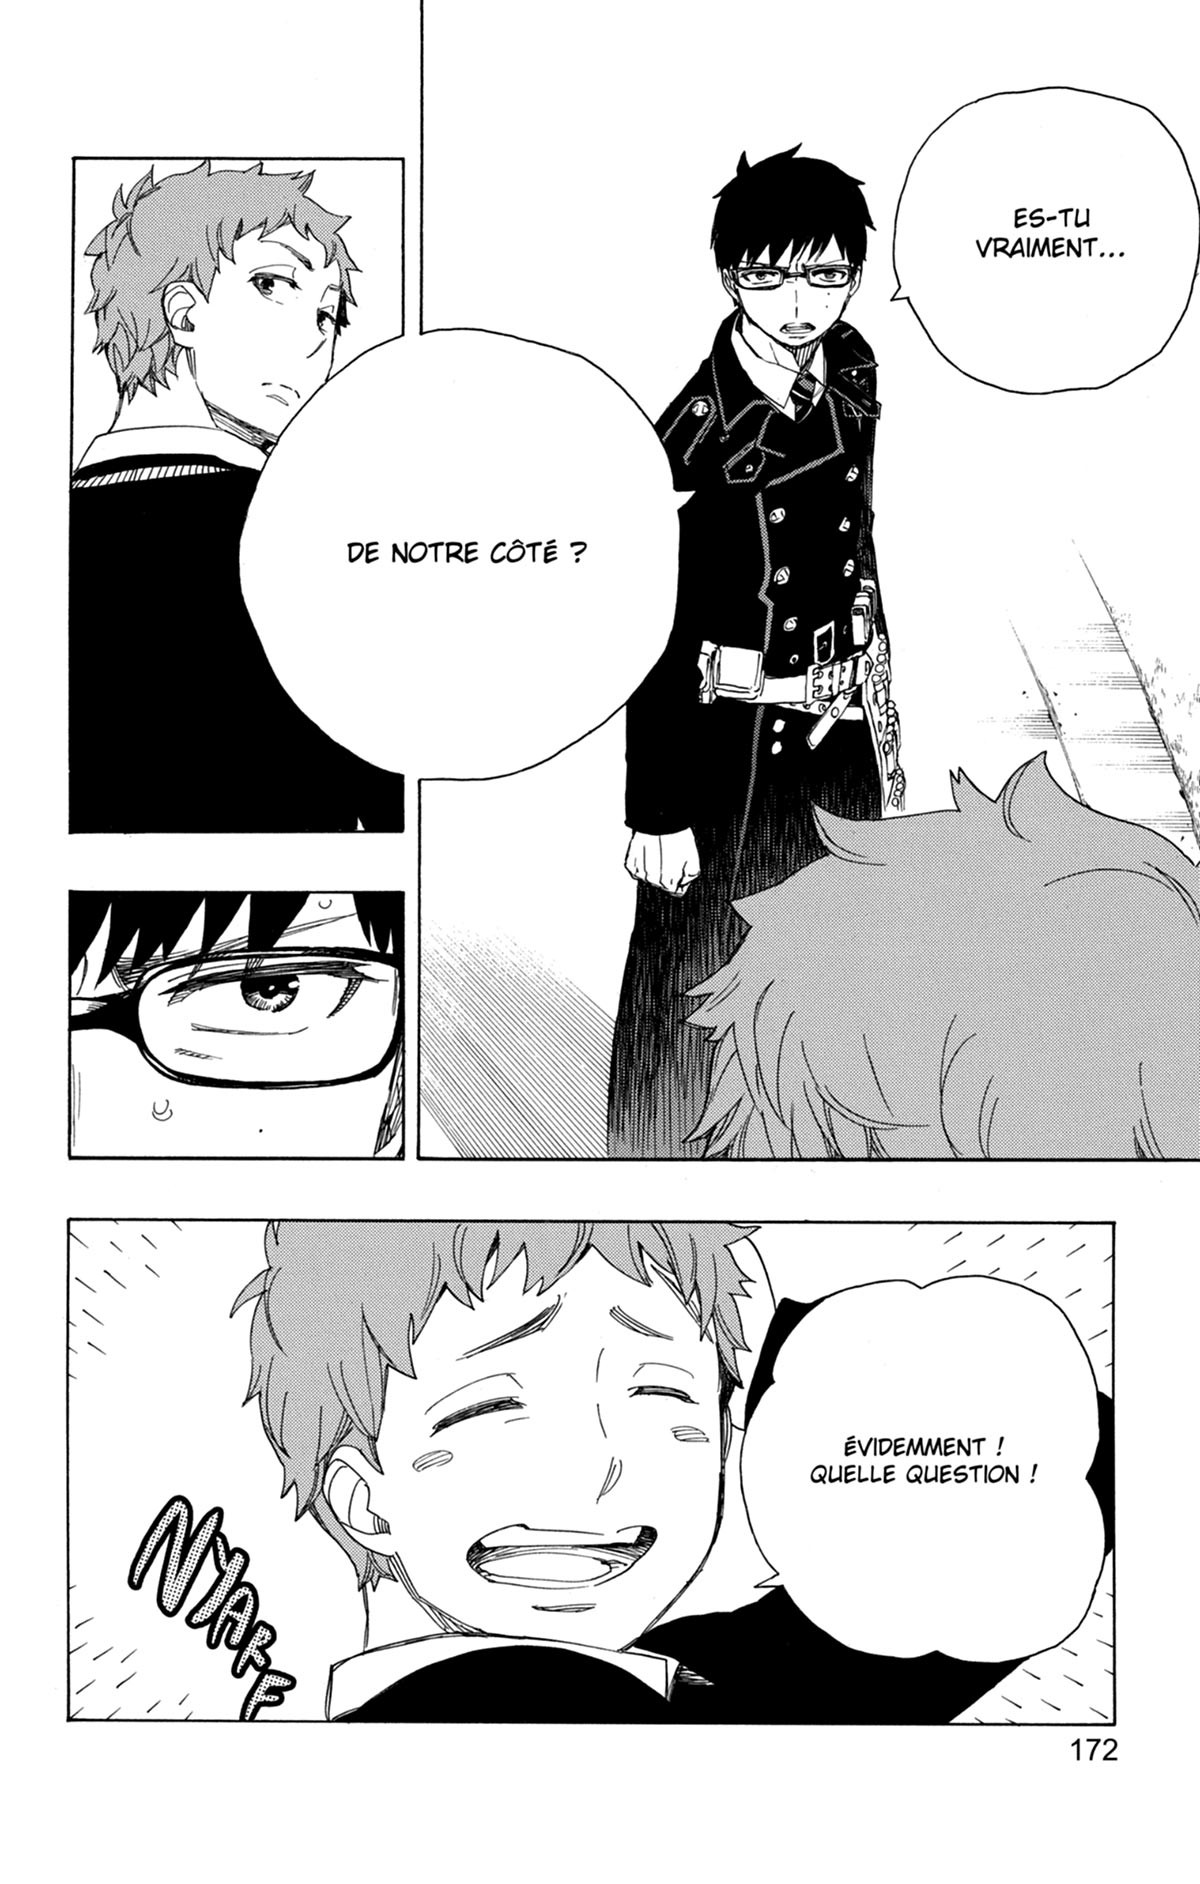 ES-TU
VRAIMENT...
DE NOTRE CÔTÉ ?
ÉVIDEMMENT !
QUELLE QUESTION !
NYARF
172